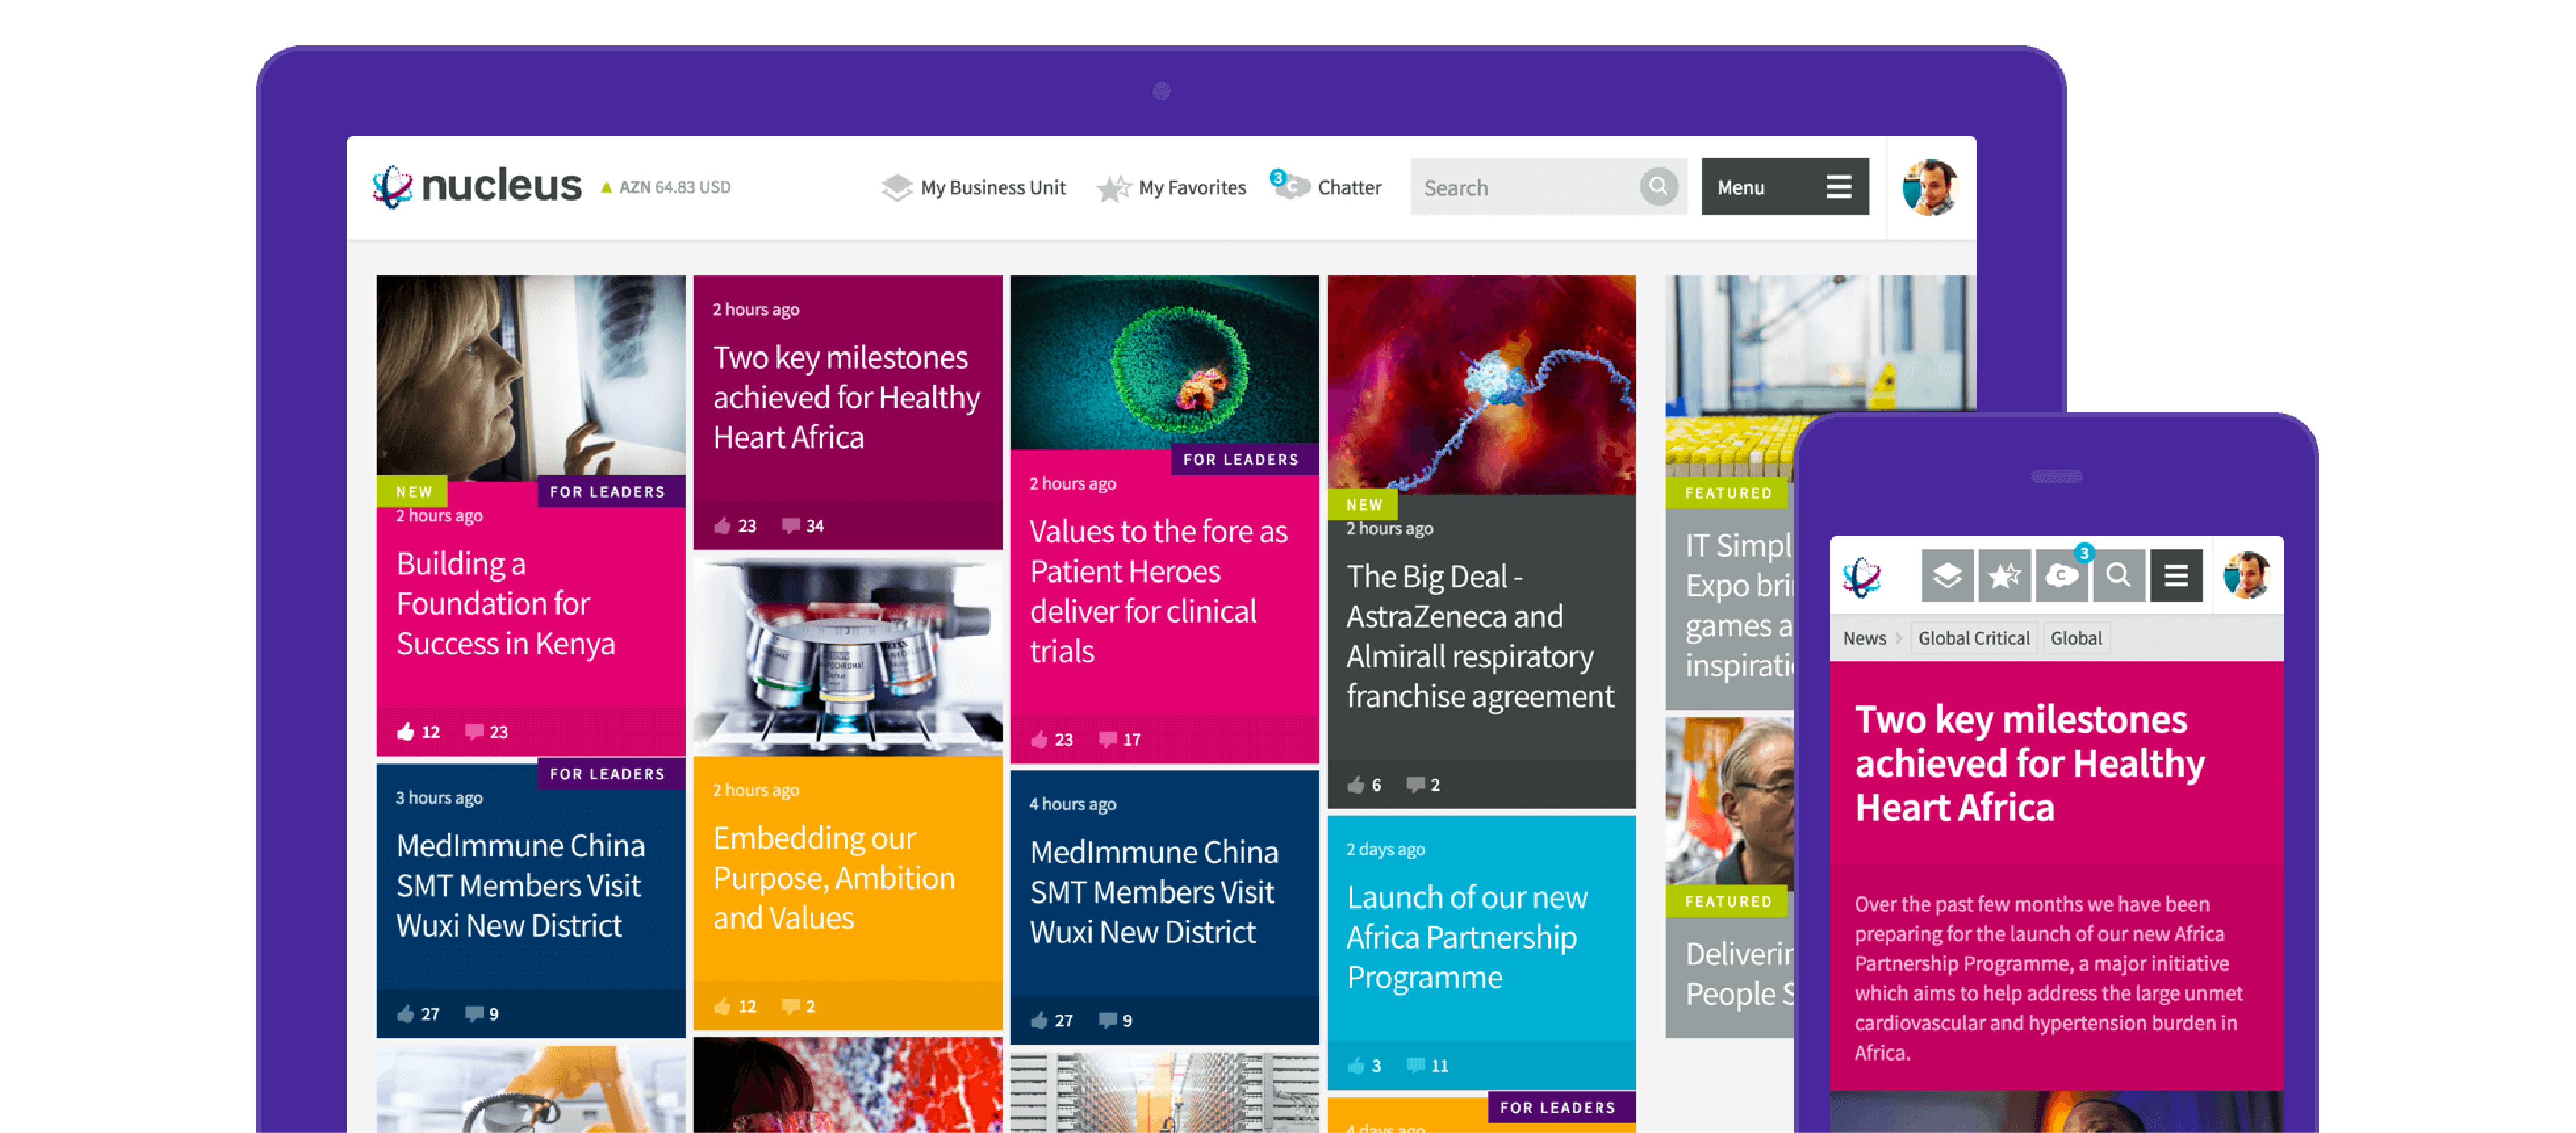 nucleus
AZN 64.83 USD
My Business Unit
My Favorites
3
C
Chatter
Search
Menu
NEW
FOR LEADERS
2 hours ago
Building a
Foundation for
Success in Kenya
12 23
FOR LEADERS
3 hours ago
MedImmune China
SMT Members Visit
Wuxi New District
27 9
2 hours ago
Two key milestones
achieved for Healthy
Heart Africa
23 34
2 hours ago
Embedding our
Purpose, Ambition
and Values
12 2
FOR LEADERS
2 hours ago
Values to the fore as
Patient Heroes
deliver for clinical
trials
23 17
4 hours ago
MedImmune China
SMT Members Visit
Wuxi New District
27 9
NEW
2 hours ago
The Big Deal -
AstraZeneca and
Almirall respiratory
franchise agreement
6 2
2 days ago
Launch of our new
Africa Partnership
Programme
3 11
FOR LEADERS
4 days ago
FEATURED
IT Simpl
Expo bri
games a
inspirati
FEATURED
Deliverin
People S
3
C
News
Global Critical
Global
Two key milestones
achieved for Healthy
Heart Africa
Over the past few months we have been
preparing for the launch of our new Africa
Partnership Programme, a major initiative
which aims to help address the large unmet
cardiovascular and hypertension burden in
Africa.